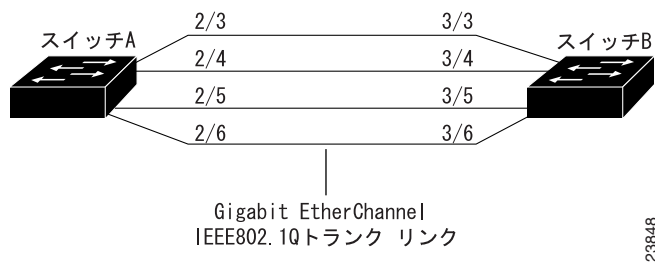 2/3 3/3
スイッチA スイッチB
2/4 3/4
2/5 3/5
2/6 3/6
Gigabit EtherChannel
IEEE802.1Qトランク リンク
23848